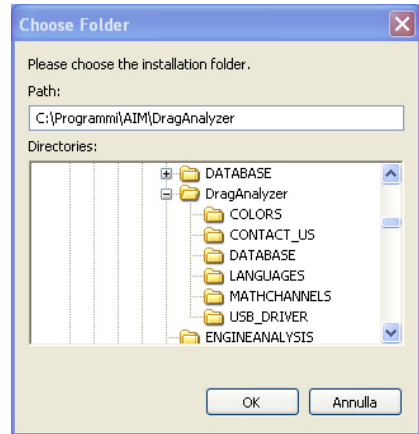 Choose Folder
Please choose the installation folder.
Path:
C:\Programmi\AIM\DragAnalyzer
Directories:
DATABASE
DragAnalyzer
COLORS
CONTACT_US
DATABASE
LANGUAGES
MATHCHANNELS
USB_DRIVER
ENGINEANALYSIS
OK
Annulla